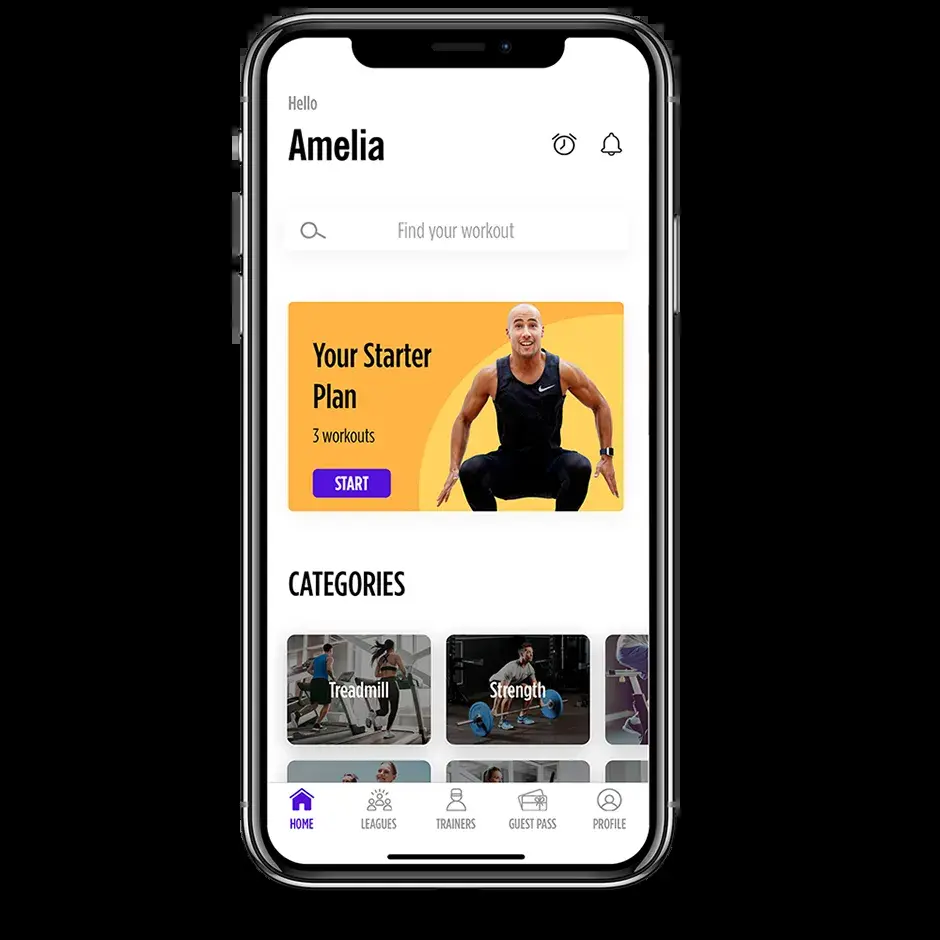 Hello
Amelia
Find your workout
Your Starter
Plan
3 workouts
START
CATEGORIES
Treadmill
Strength
HOME
LEAGUES
TRAINERS
GUEST PASS
PROFILE